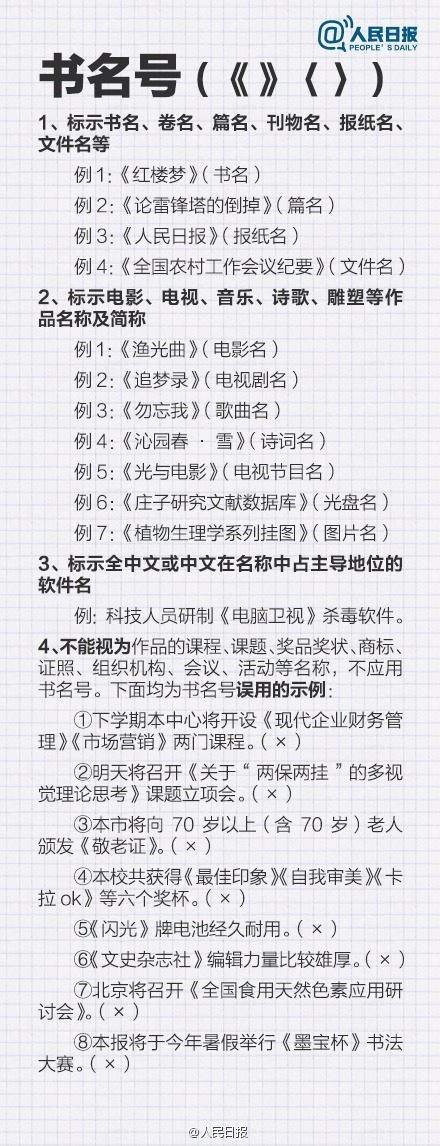 @人民日报
PEOPLE'S DAILY
书名号（《》〈〉）
1、标示书名、卷名、篇名、刊物名、报纸名、
文件名等
例1:《红楼梦》（书名）
例2:《论雷锋塔的倒掉》（篇名）
例3:《人民日报》（报纸名）
例4:《全国农村工作会议纪要》（文件名）
2、标示电影、电视、音乐、诗歌、雕塑等作
品名称及简称
例1:《渔光曲》（电影名）
例2:《追梦录》（电视剧名）
例3:《勿忘我》（歌曲名）
例4:《沁园春 · 雪》（诗词名）
例5:《光与电影》（电视节目名）
例6:《庄子研究文献数据库》（光盘名）
例7:《植物生理学系列挂图》（图片名）
3、标示全中文或中文在名称中占主导地位的
软件名
例：科技人员研制《电脑卫视》杀毒软件。
4、不能视为作品的课程、课题、奖品奖状、商标、
证照、组织机构、会议、活动等名称，不应用
书名号。下面均为书名号误用的示例：
①下学期本中心将开设《现代企业财务管
理》《市场营销》两门课程。（×）
②明天将召开《关于“两保两挂”的多视
觉理论思考》课题立项会。（×）
③本市将向 70 岁以上（含 70 岁）老人
颁发《敬老证》。（×）
④本校共获得《最佳印象》《自我审美》《卡
拉ok》等六个奖杯。（×）
⑤《闪光》牌电池经久耐用。（×）
⑥《文史杂志社》编辑力量比较雄厚。（×）
⑦北京将召开《全国食用天然色素应用研
讨会》。（×）
⑧本报将于今年暑假举行《墨宝杯》书法
大赛。（×）
@人民日报